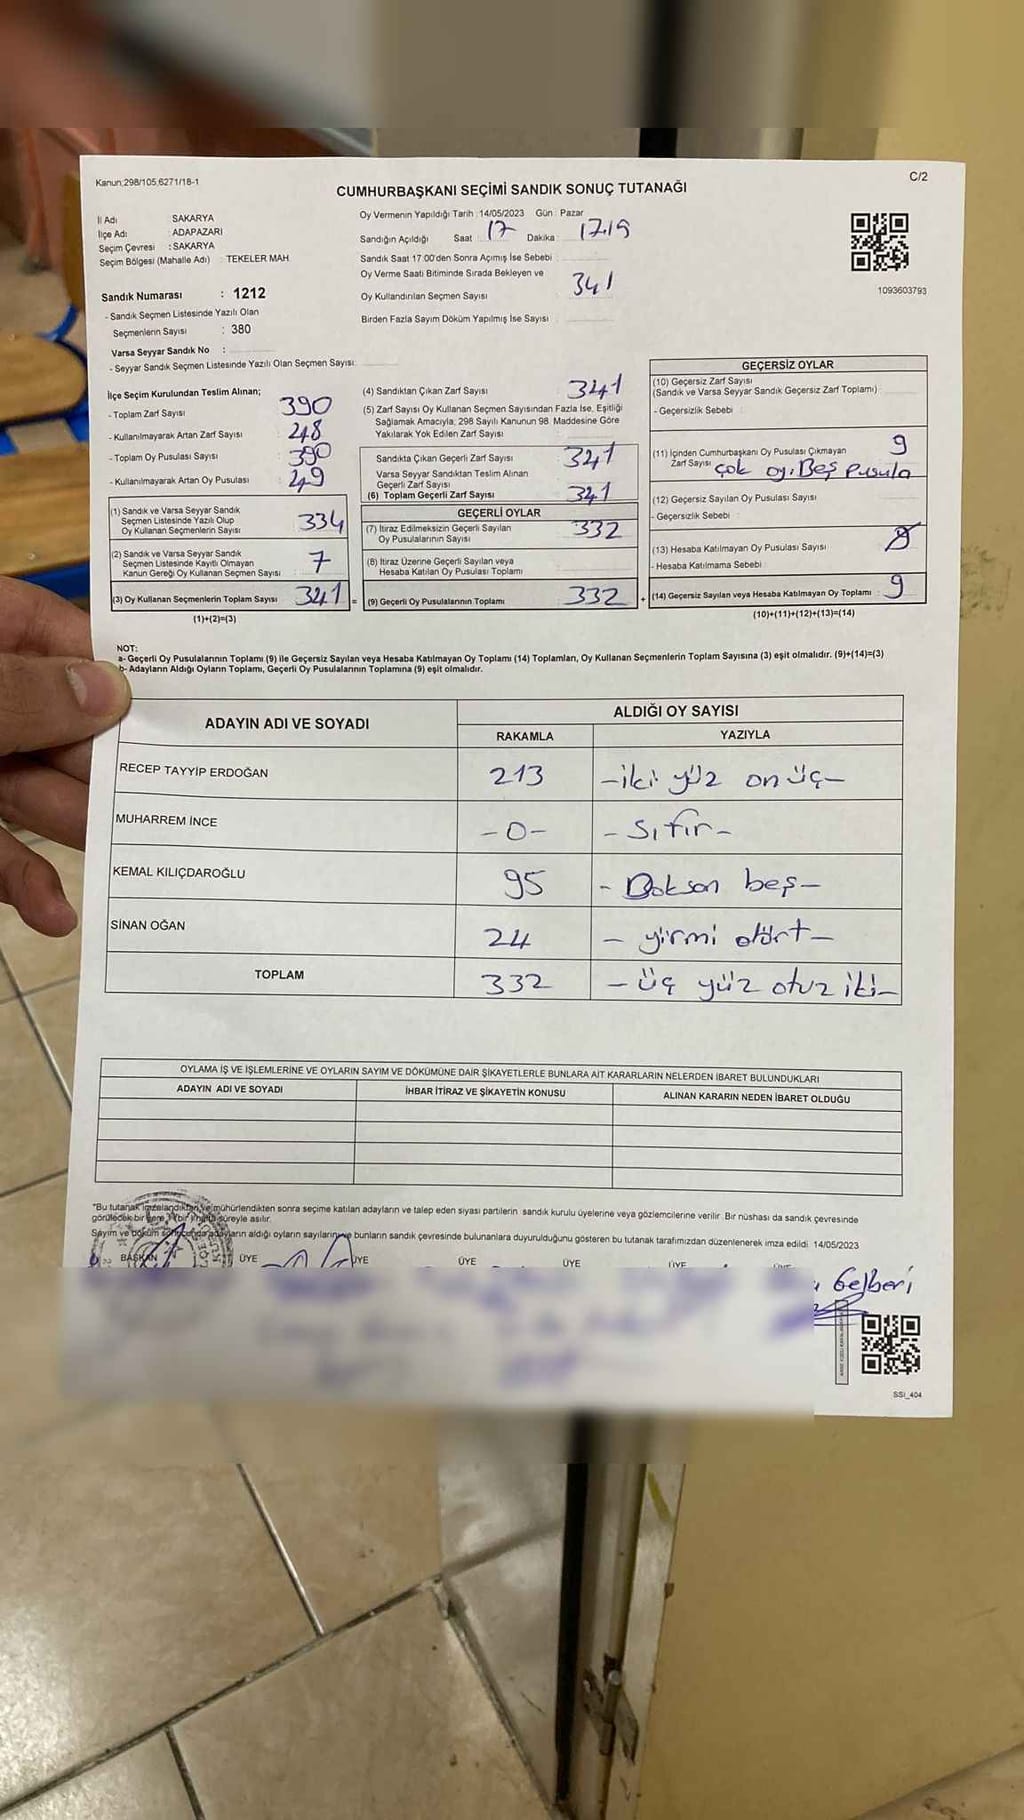 Kanun:298/105,6271/18-1
C/2
CUMHURBAŞKANI SEÇİMİ SANDIK SONUÇ TUTANAĞI
İl Adı SAKARYA
İlçe Adı : ADAPAZARI
Seçim Çevresi : SAKARYA
Seçim Bölgesi (Mahalle Adı) : TEKELER MAH.
Sandık Numarası : 1212
- Sandık Seçmen Listesinde Yazılı Olan
Seçmenlerin Sayısı : 380
Varsa Seyyar Sandık No :
- Seyyar Sandık Seçmen Listesinde Yazılı Olan Seçmen Sayısı:
Oy Vermenin Yapıldığı Tarih : 14/05/2023 Gün : Pazar
Sandığın Açıldığı Saat 17 Dakika : 17.19
Sandık Saat 17:00'den Sonra Açımış İse Sebebi :
Oy Verme Saati Bitiminde Sırada Bekleyen ve
Oy Kullandırılan Seçmen Sayısı 341
Birden Fazla Sayım Döküm Yapılmış İse Sayısı :
1093603793
İlçe Seçim Kurulundan Teslim Alınan;
- Toplam Zarf Sayısı 390
- Kullanılmayarak Artan Zarf Sayısı 248
- Toplam Oy Pusulası Sayısı 390
- Kullanılmayarak Artan Oy Pusulası 49
(1) Sandık ve Varsa Seyyar Sandık
Seçmen Listesinde Yazılı Olup
Oy Kullanan Seçmenlerin Sayısı 334
(2) Sandık ve Varsa Seyyar Sandık
Seçmen Listesinde Kayıtlı Olmayan
Kanun Gereği Oy Kullanan Seçmen Sayısı 7
(3) Oy Kullanan Seçmenlerin Toplam Sayısı 341 =
(1)+(2)=(3)
(4) Sandıktan Çıkan Zarf Sayısı 341
(5) Zarf Sayısı Oy Kullanan Seçmen Sayısından Fazla İse, Eşitliği
Sağlamak Amacıyla, 298 Sayılı Kanunun 98. Maddesine Göre
Yakılarak Yok Edilen Zarf Sayısı
Sandıkta Çıkan Geçerli Zarf Sayısı 341
Varsa Seyyar Sandıktan Teslim Alınan
Geçerli Zarf Sayısı
(6) Toplam Geçerli Zarf Sayısı 341
GEÇERLİ OYLAR
(7) İtiraz Edilmeksizin Geçerli Sayılan
Oy Pusulalarının Sayısı 332
(8) İtiraz Üzerine Geçerli Sayılan veya
Hesaba Katılan Oy Pusulası Toplamı
(9) Geçerli Oy Pusulalarının Toplamı 332 +
GEÇERSİZ OYLAR
(10) Geçersiz Zarf Sayısı
(Sandık ve Varsa Seyyar Sandık Geçersiz Zarf Toplamı)
- Geçersizlik Sebebi :
(11) İçinden Cumhurbaşkanı Oy Pusulası Çıkmayan 9
Zarf Sayısı çok oy, Beş pusula
(12) Geçersiz Sayılan Oy Pusulası Sayısı
- Geçersizlik Sebebi :
(13) Hesaba Katılmayan Oy Pusulası Sayısı
- Hesaba Katılmama Sebebi
(14) Geçersiz Sayılan veya Hesaba Katılmayan Oy Toplamı : 9
(10)+(11)+(12)+(13)=(14)
NOT:
a- Geçerli Oy Pusulalarının Toplamı (9) ile Geçersiz Sayılan veya Hesaba Katılmayan Oy Toplamı (14) Toplamları, Oy Kullanan Seçmenlerin Toplam Sayısına (3) eşit olmalıdır. (9)+(14)=(3)
b- Adayların Aldığı Oyların Toplamı, Geçerli Oy Pusulalarının Toplamına (9) eşit olmalıdır.
ADAYIN ADI VE SOYADI ALDIĞI OY SAYISI
RAKAMLA YAZIYLA
RECEP TAYYİP ERDOĞAN 213 -iki yüz on üç-
MUHARREM İNCE -0- - Sıfır -
KEMAL KILIÇDAROĞLU 95 - Doksan beş -
SİNAN OĞAN 24 - yirmi dört -
TOPLAM 332 - üç yüz otuz iki -
OYLAMA İŞ VE İŞLEMLERİNE VE OYLARIN SAYIM VE DÖKÜMÜNE DAİR ŞİKAYETLERLE BUNLARA AİT KARARLARIN NELERDEN İBARET BULUNDUKLARI
ADAYIN ADI VE SOYADI İHBAR İTİRAZ VE ŞİKAYETİN KONUSU ALINAN KARARIN NEDEN İBARET OLDUĞU
"Bu tutanak imzalandıktan ve mühürlendikten sonra seçime katılan adayların ve talep eden siyasi partilerin sandık kurulu üyelerine veya gözlemcilerine verilir. Bir nüshası da sandık çevresinde
görülecek bir yere süreyle asılır.
Sayım ve döküm sonucunda adayların aldığı oyların sayılarını ve bunların sandık çevresinde bulunanlara duyurulduğunu gösteren bu tutanak tarafımızdan düzenlenerek imza edildi. 14/05/2023
BAŞKAN ÜYE ÜYE ÜYE ÜYE ÜYE
Gelberi
SSI_404